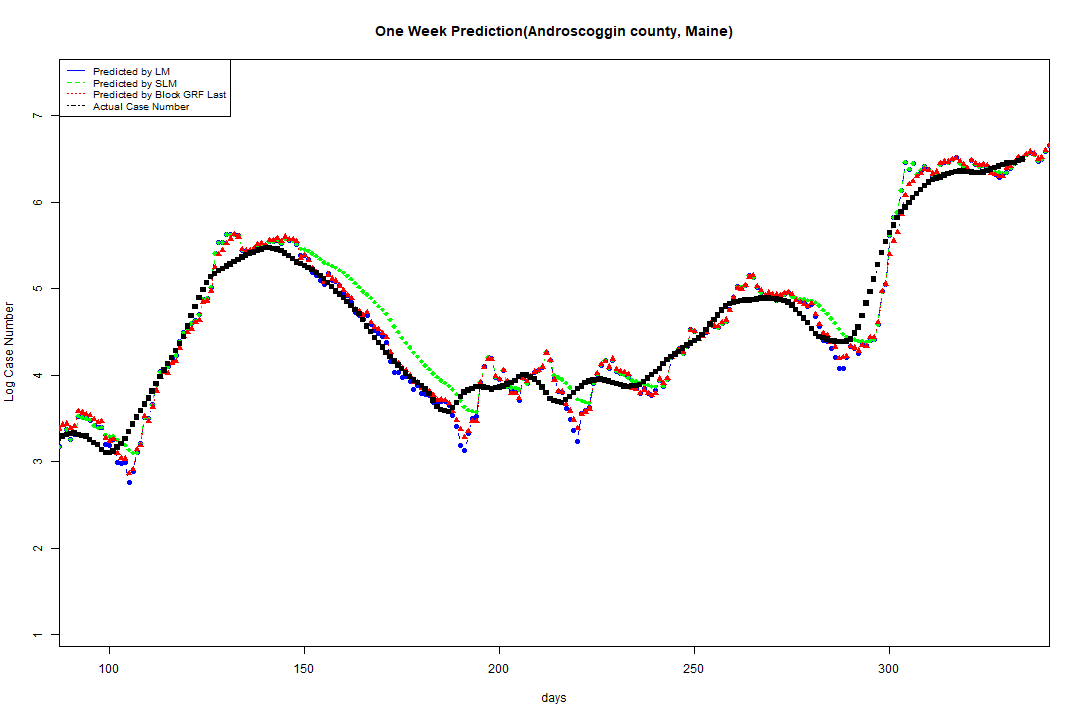 One Week Prediction(Androscoggin county, Maine)
Predicted by LM
Predicted by SLM
Predicted by Block GRF Last
Actual Case Number
Log Case Number
7
6
5
4
3
2
1
100 150 200 250 300
days